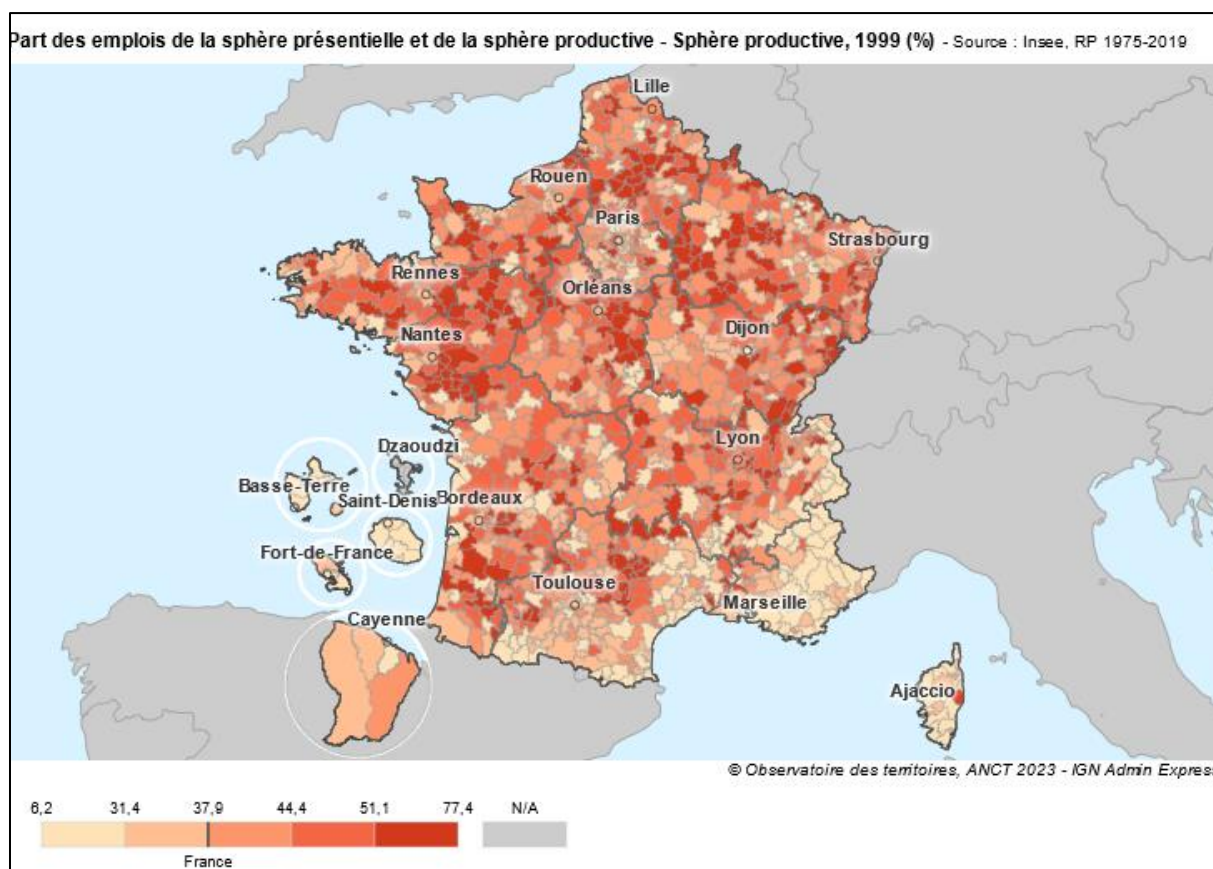 Part des emplois de la sphère présentielle et de la sphère productive - Sphère productive, 1999 (%) - Source : Insee, RP 1975-2019
Lille
Rouen
Paris
Strasbourg
Rennes
Orléans
Nantes
Dijon
Dzaoudzi
Lyon
Basse-Terre
Saint-Denis
Bordeaux
Fort-de-France
Toulouse
Marseille
Cayenne
Ajaccio
© Observatoire des territoires, ANCT 2023 - IGN Admin Express
6,2 31,4 37,9 44,4 51,1 77,4 N/A
France